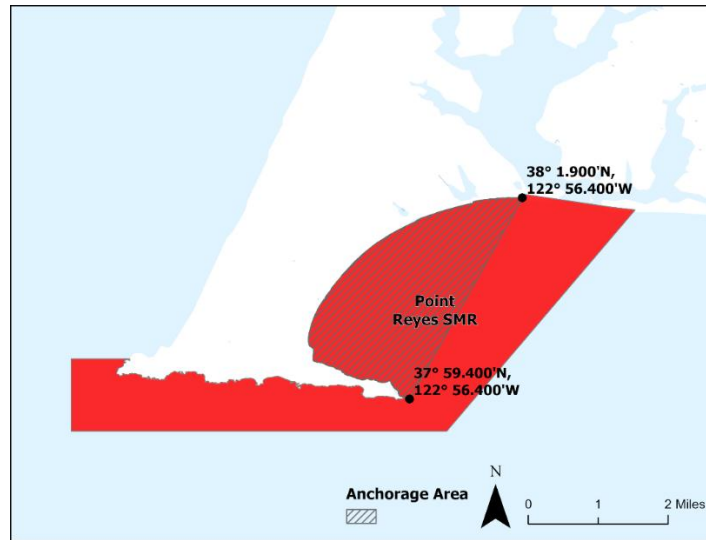 38° 1.900'N,
122° 56.400'W
Point
Reyes SMR
37° 59.400'N,
122° 56.400'W
Anchorage Area
N
0 1 2 Miles